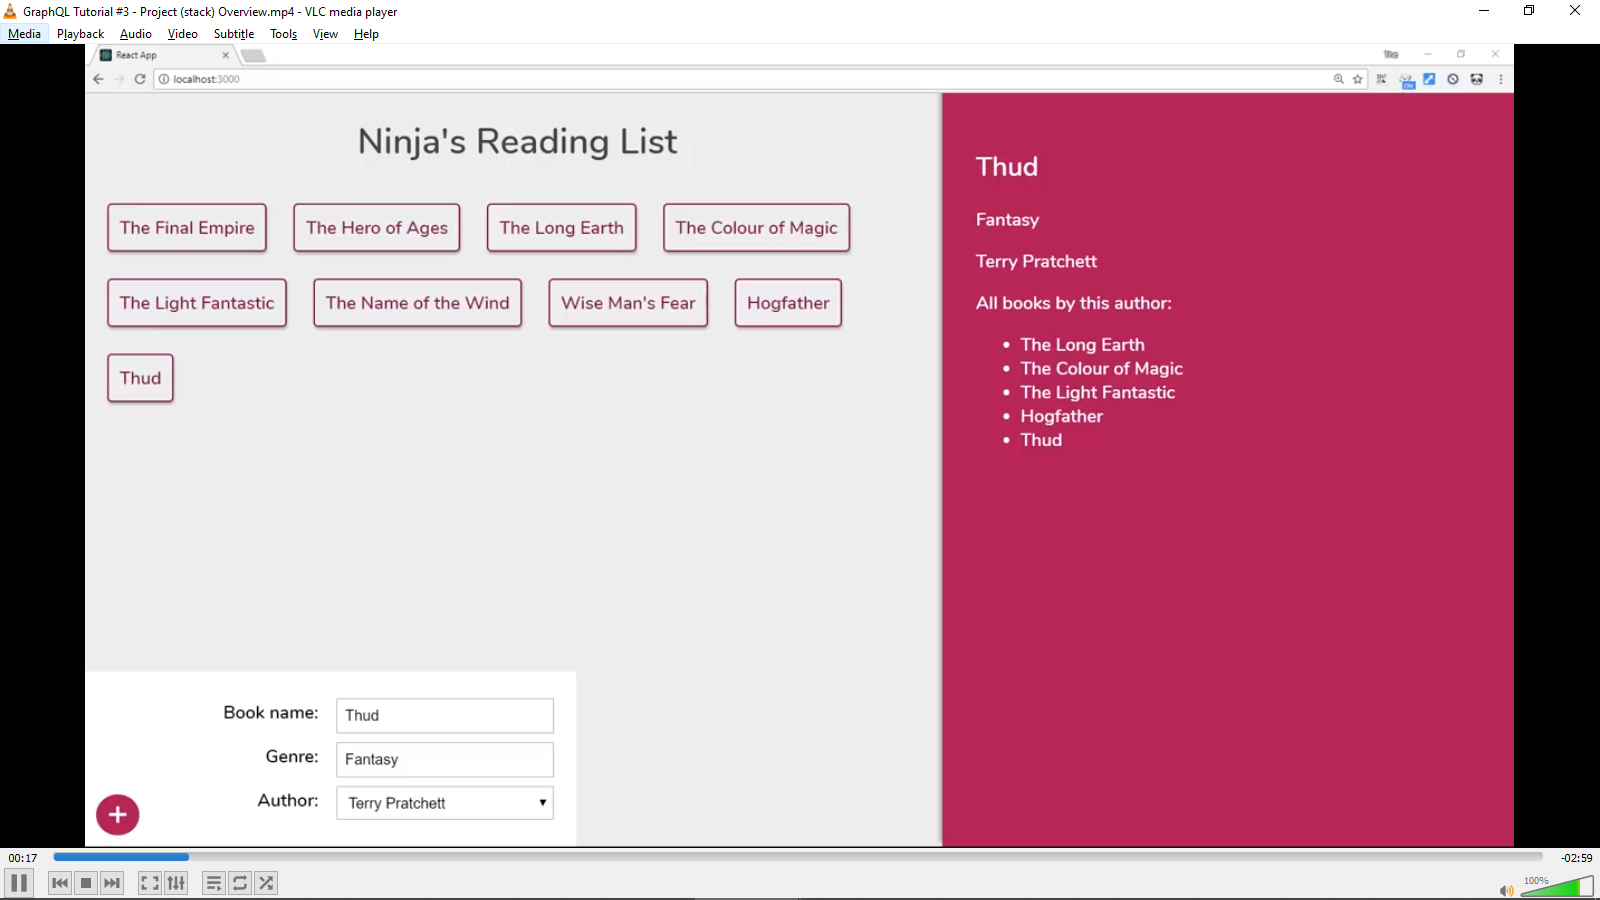 GraphQL Tutorial #3 - Project (stack) Overview.mp4 - VLC media player
Media Playback Audio Video Subtitle Tools View Help
React App
localhost:3000
ON
Ninja's Reading List
The Final Empire The Hero of Ages The Long Earth The Colour of Magic
The Light Fantastic The Name of the Wind Wise Man's Fear Hogfather
Thud
Thud
Fantasy
Terry Pratchett
All books by this author:
• The Long Earth
• The Colour of Magic
• The Light Fantastic
• Hogfather
• Thud
Book name: Thud
Genre: Fantasy
Author: Terry Pratchett
+
00:17 -02:59
100%